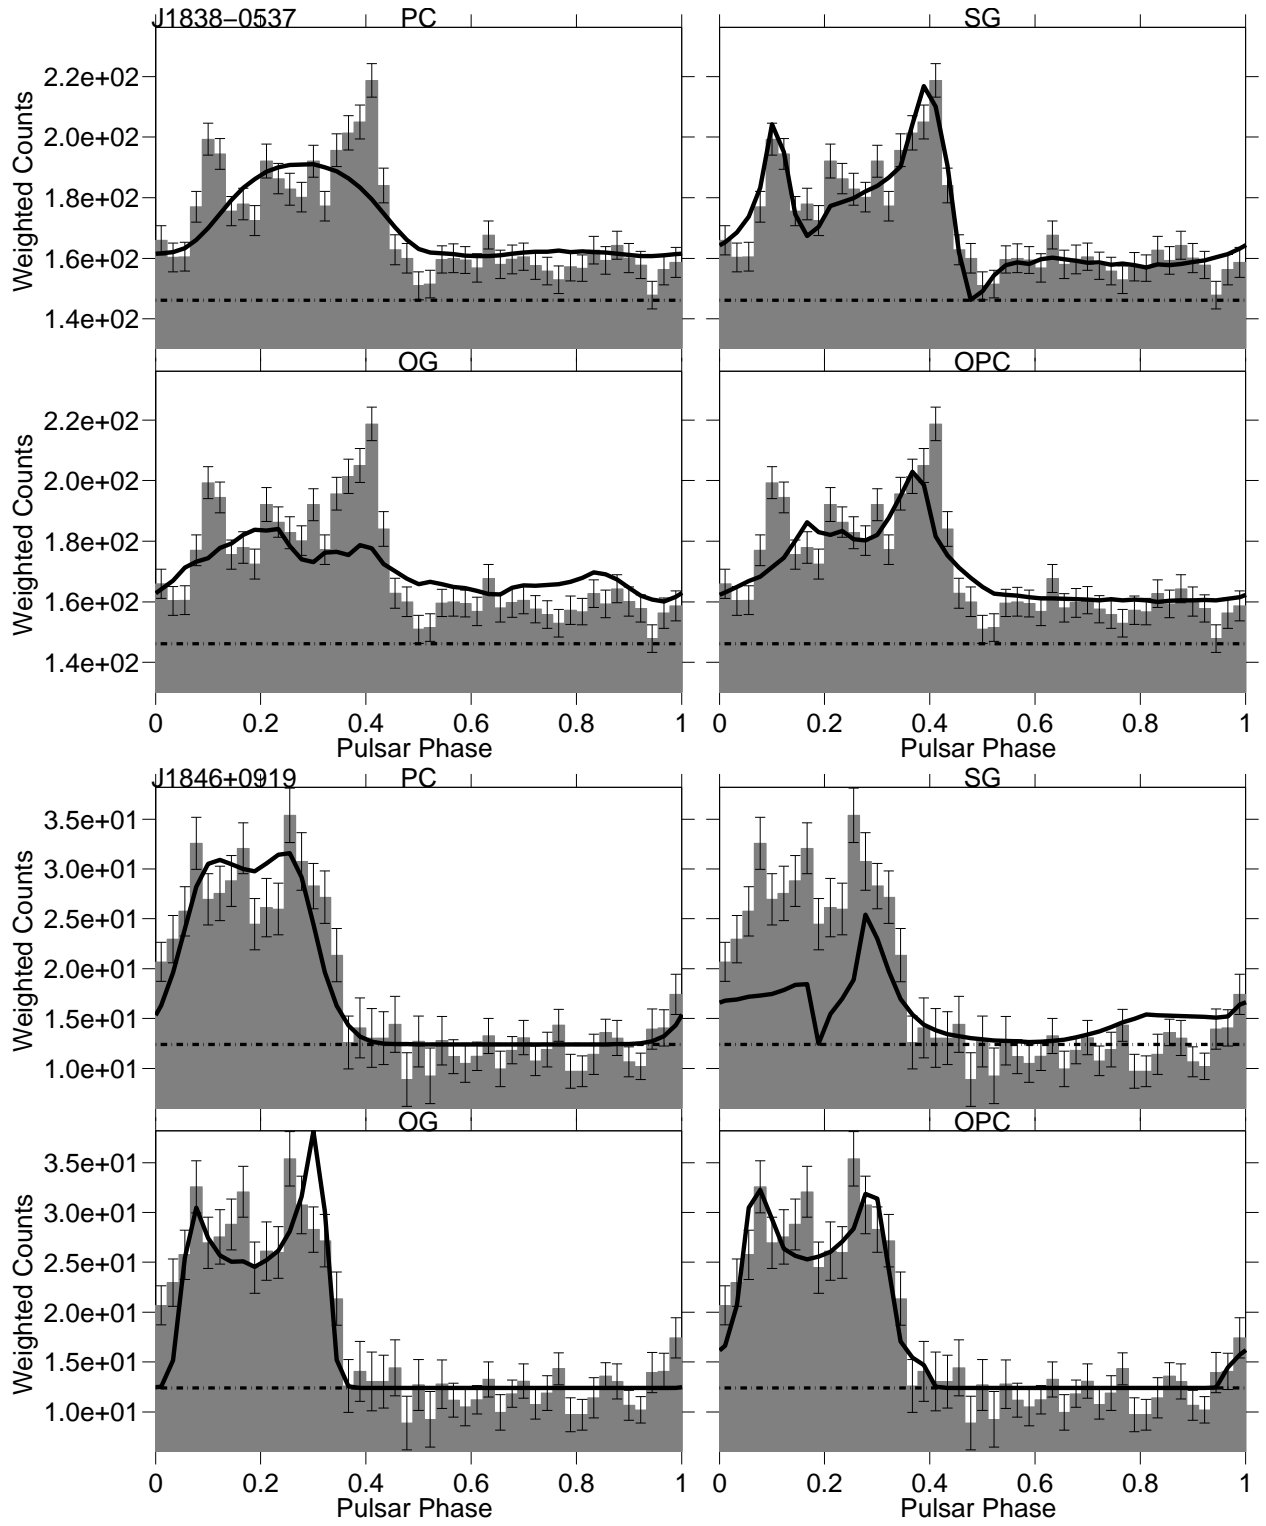 J1838−0537 PC SG
2.2e+02
2.0e+02
1.8e+02
1.6e+02
1.4e+02
Weighted Counts
OG OPC
2.2e+02
2.0e+02
1.8e+02
1.6e+02
1.4e+02
Weighted Counts
0 0.2 0.4 0.6 0.8 1 0 0.2 0.4 0.6 0.8 1
Pulsar Phase Pulsar Phase
J1846+0919 PC SG
3.5e+01
3.0e+01
2.5e+01
2.0e+01
1.5e+01
1.0e+01
Weighted Counts
OG OPC
3.5e+01
3.0e+01
2.5e+01
2.0e+01
1.5e+01
1.0e+01
Weighted Counts
0 0.2 0.4 0.6 0.8 1 0 0.2 0.4 0.6 0.8 1
Pulsar Phase Pulsar Phase